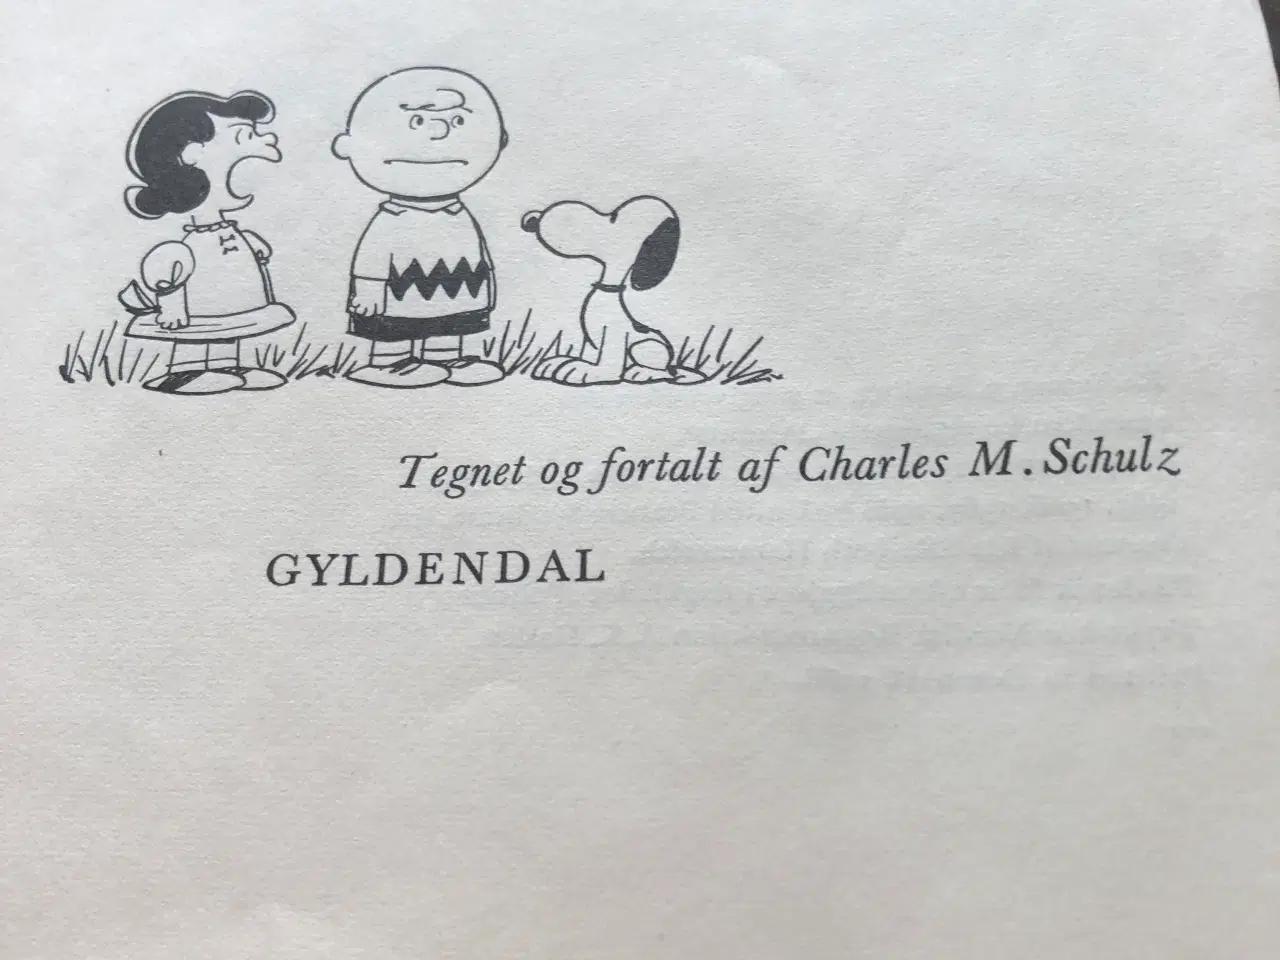 Tegnet og fortalt af Charles M. Schulz
GYLDENDAL